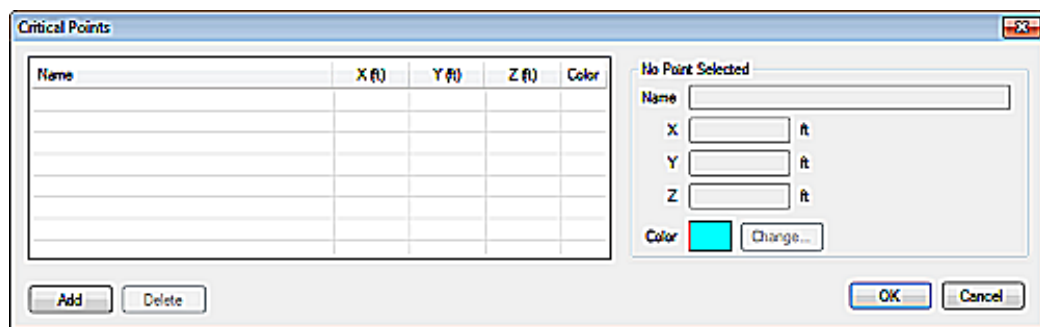 Critical Points
Name X (ft) Y (ft) Z (ft) Color
No Point Selected
Name
X ft
Y ft
Z ft
Color Change...
Add Delete
OK Cancel